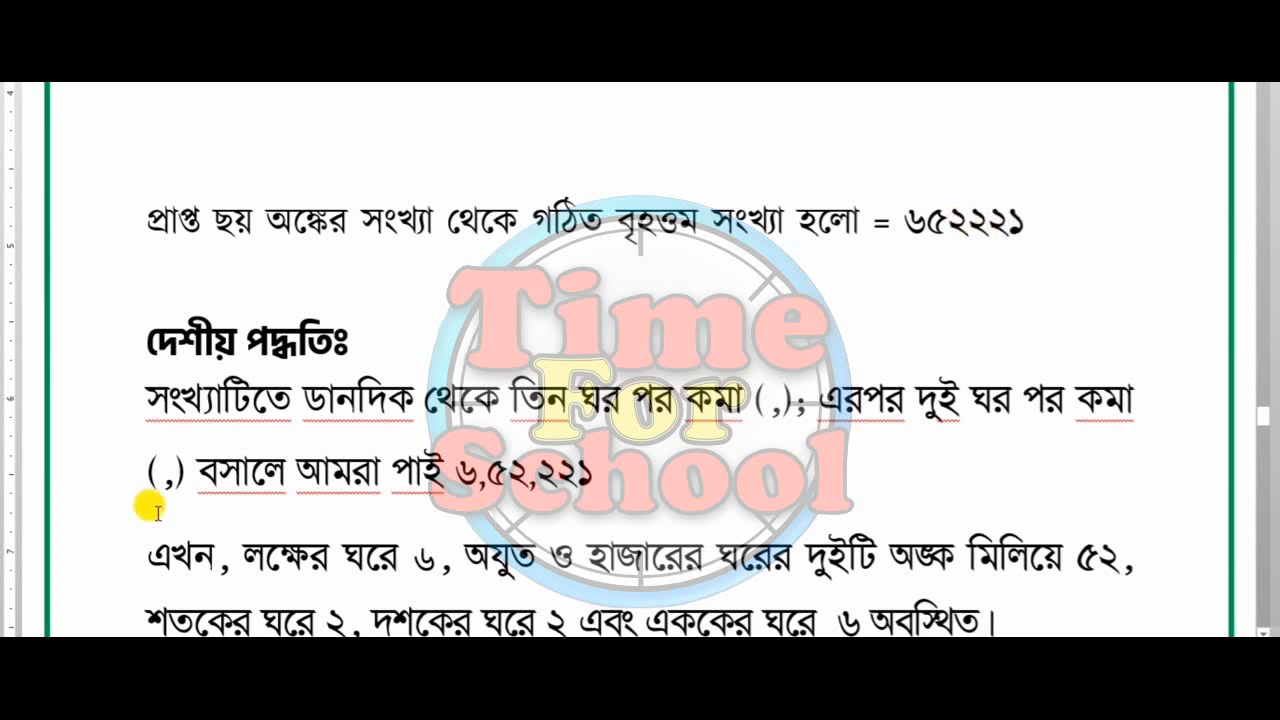 প্রাপ্ত ছয় অঙ্কের সংখ্যা থেকে গঠিত বৃহত্তম সংখ্যা হলো = ৬৫২২২১
Time
For
School
দেশীয় পদ্ধতিঃ
সংখ্যাটিতে ডানদিক থেকে তিন ঘর পর কমা (,); এরপর দুই ঘর পর কমা
(,) বসালে আমরা পাই ৬,৫২,২২১
এখন, লক্ষের ঘরে ৬, অযুত ও হাজারের ঘরের দুইটি অঙ্ক মিলিয়ে ৫২,
শতকের ঘরে ২, দশকের ঘরে ২ এবং এককের ঘরে ৬ অবস্থিত।